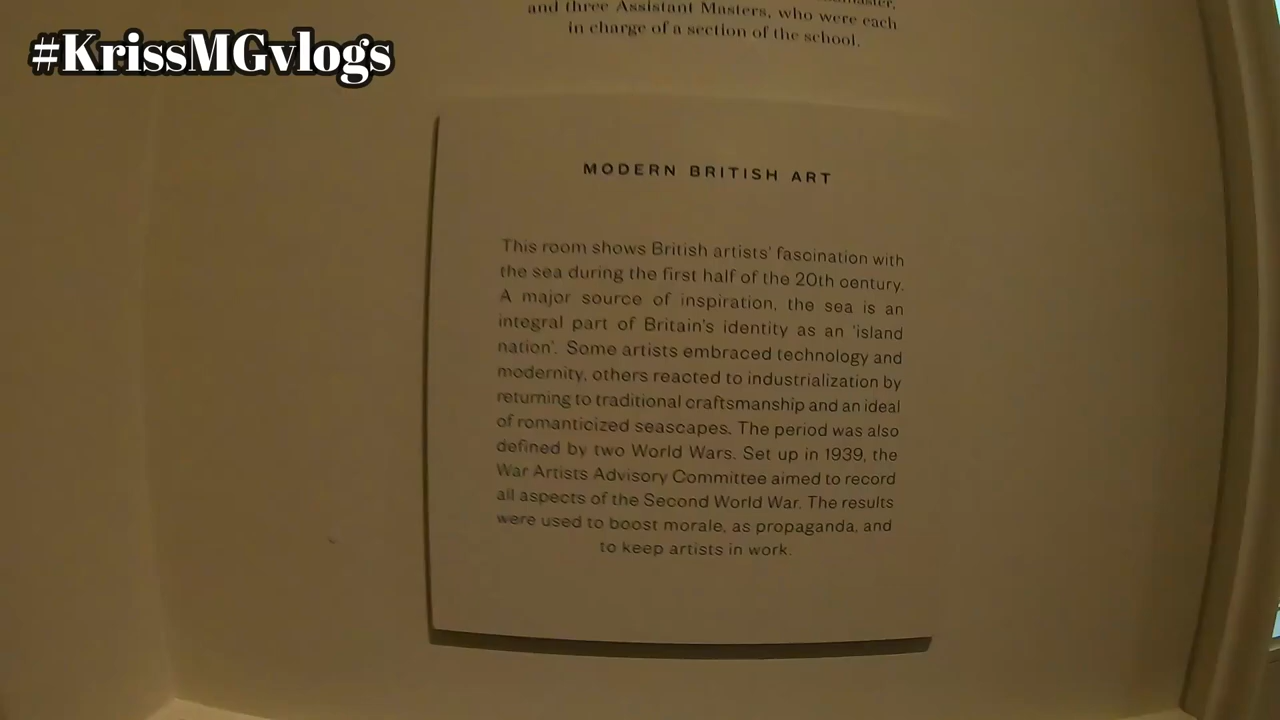 #KrissMGvlogs
and three Assistant Masters, who were each
in charge of a section of the school.
MODERN BRITISH ART
This room shows British artists' fascination with
the sea during the first half of the 20th century.
A major source of inspiration, the sea is an
integral part of Britain's identity as an 'island
nation'. Some artists embraced technology and
modernity, others reacted to industrialization by
returning to traditional craftsmanship and an ideal
of romanticized seascapes. The period was also
defined by two World Wars. Set up in 1939, the
War Artists Advisory Committee aimed to record
all aspects of the Second World War. The results
were used to boost morale, as propaganda, and
to keep artists in work.